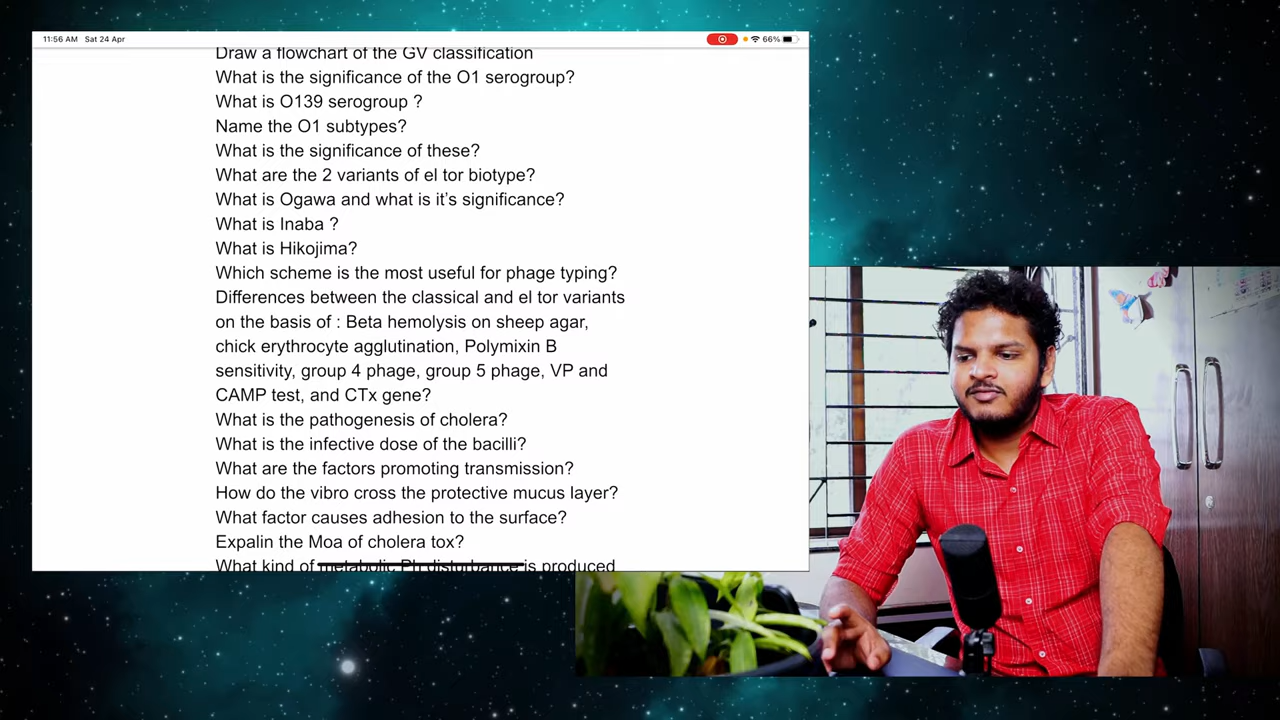 11:56 AM Sat 24 Apr 66%
Draw a flowchart of the GV classification
What is the significance of the O1 serogroup?
What is O139 serogroup ?
Name the O1 subtypes?
What is the significance of these?
What are the 2 variants of el tor biotype?
What is Ogawa and what is it's significance?
What is Inaba ?
What is Hikojima?
Which scheme is the most useful for phage typing?
Differences between the classical and el tor variants
on the basis of : Beta hemolysis on sheep agar,
chick erythrocyte agglutination, Polymixin B
sensitivity, group 4 phage, group 5 phage, VP and
CAMP test, and CTx gene?
What is the pathogenesis of cholera?
What is the infective dose of the bacilli?
What are the factors promoting transmission?
How do the vibro cross the protective mucus layer?
What factor causes adhesion to the surface?
Expalin the Moa of cholera tox?
What kind of metabolic Ph disturbance is produced